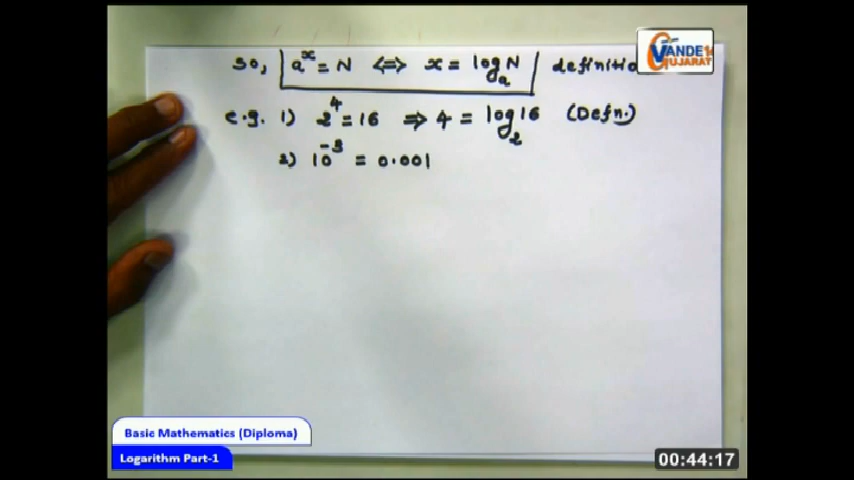 so, a^x = N ⇔ x = log_a N definitio
e.g. 1) 2^4 = 16 ⇒ 4 = log_2 16 (Defn.)
2) 10^-3 = 0.001
VANDE
GUJARAT
Basic Mathematics (Diploma)
Logarithm Part-1
00:44:17